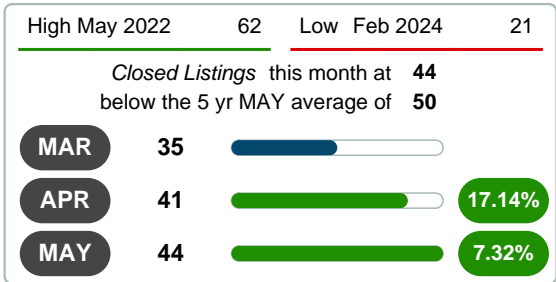 High May 2022 62 Low Feb 2024 21
Closed Listings this month at 44
below the 5 yr MAY average of 50
MAR 35
APR 41 17.14%
MAY 44 7.32%